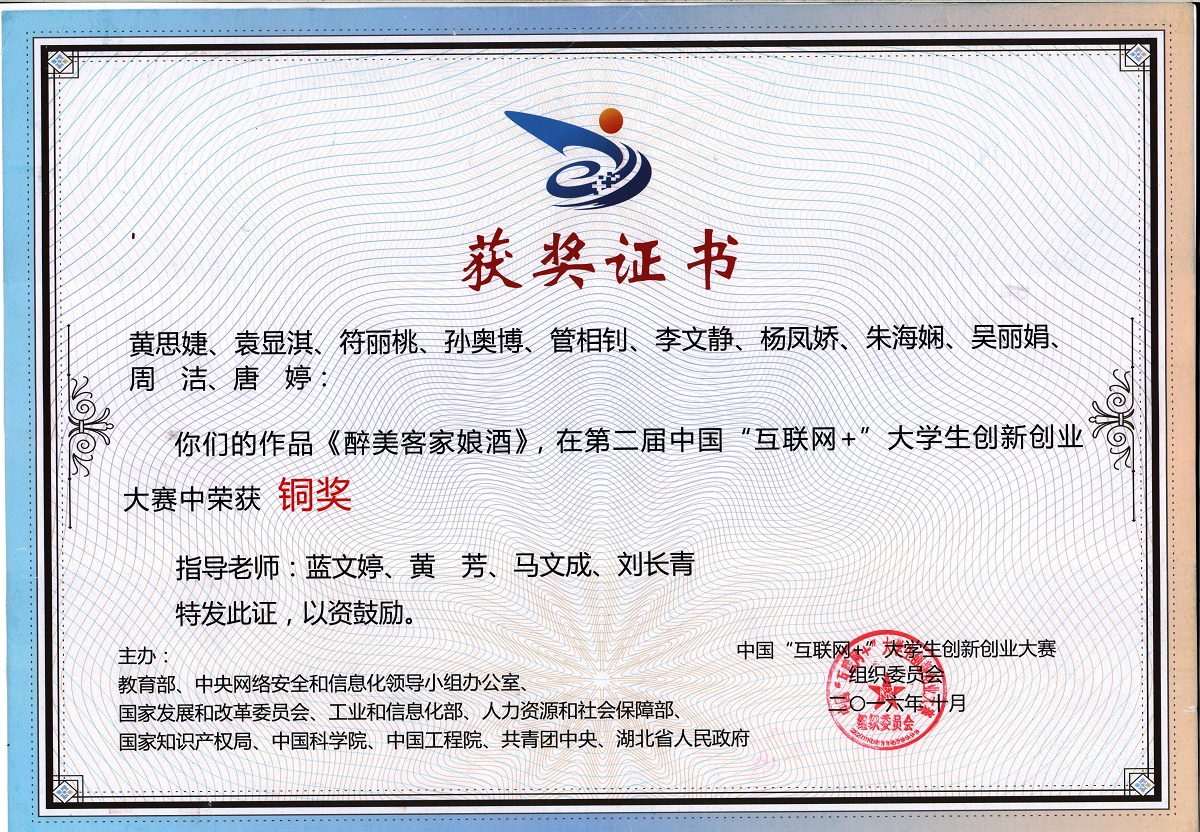 获奖证书
黄思婕、袁显淇、符丽桃、孙奥博、管相钊、李文静、杨凤娇、朱海娴、吴丽娟、
周　洁、唐　婷：
你们的作品《醉美客家娘酒》,在第二届中国“互联网+”大学生创新创业
大赛中荣获 铜奖
指导老师：蓝文婷、黄　芳、马文成、刘长青
特发此证，以资鼓励。
主办：
教育部、中央网络安全和信息化领导小组办公室、
国家发展和改革委员会、工业和信息化部、人力资源和社会保障部、
国家知识产权局、中国科学院、中国工程院、共青团中央、湖北省人民政府
中国“互联网+”大学生创新创业大赛
组织委员会
二〇一六年十月
组织委员会